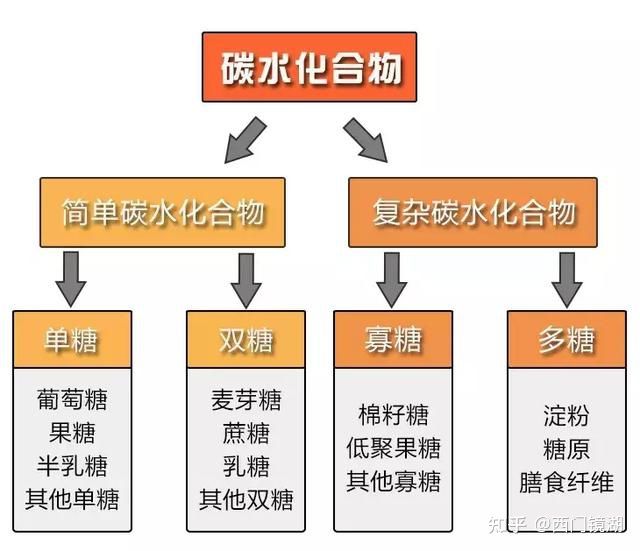 碳水化合物
简单碳水化合物
复杂碳水化合物
单糖
双糖
寡糖
多糖
葡萄糖
果糖
半乳糖
其他单糖
麦芽糖
蔗糖
乳糖
其他双糖
棉籽糖
低聚果糖
其他寡糖
淀粉
糖原
膳食纤维
知乎 @西门镜湖